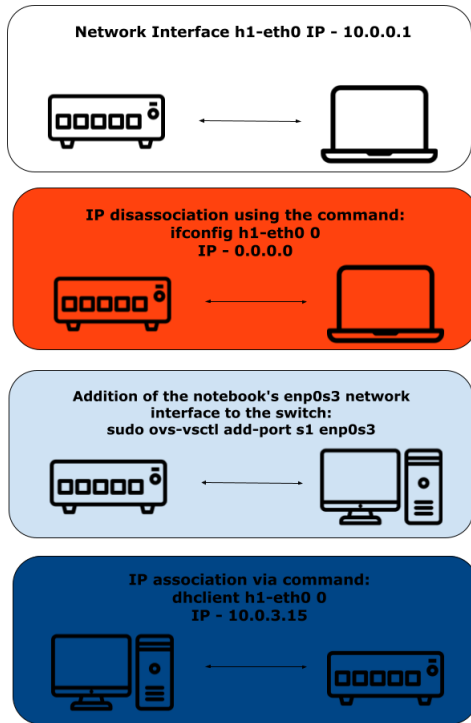 Network Interface h1-eth0 IP - 10.0.0.1
IP disassociation using the command:
ifconfig h1-eth0 0
IP - 0.0.0.0
Addition of the notebook's enp0s3 network
interface to the switch:
sudo ovs-vsctl add-port s1 enp0s3
IP association via command:
dhclient h1-eth0 0
IP - 10.0.3.15